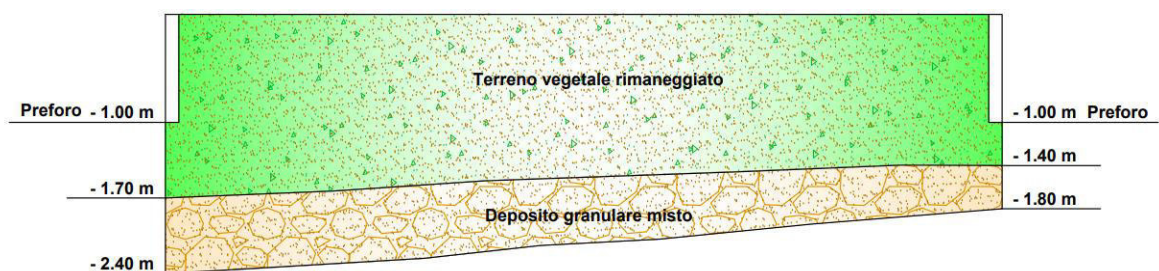 Terreno vegetale rimaneggiato
Preforo - 1.00 m
- 1.00 m Preforo
- 1.40 m
- 1.70 m
- 1.80 m
Deposito granulare misto
- 2.40 m